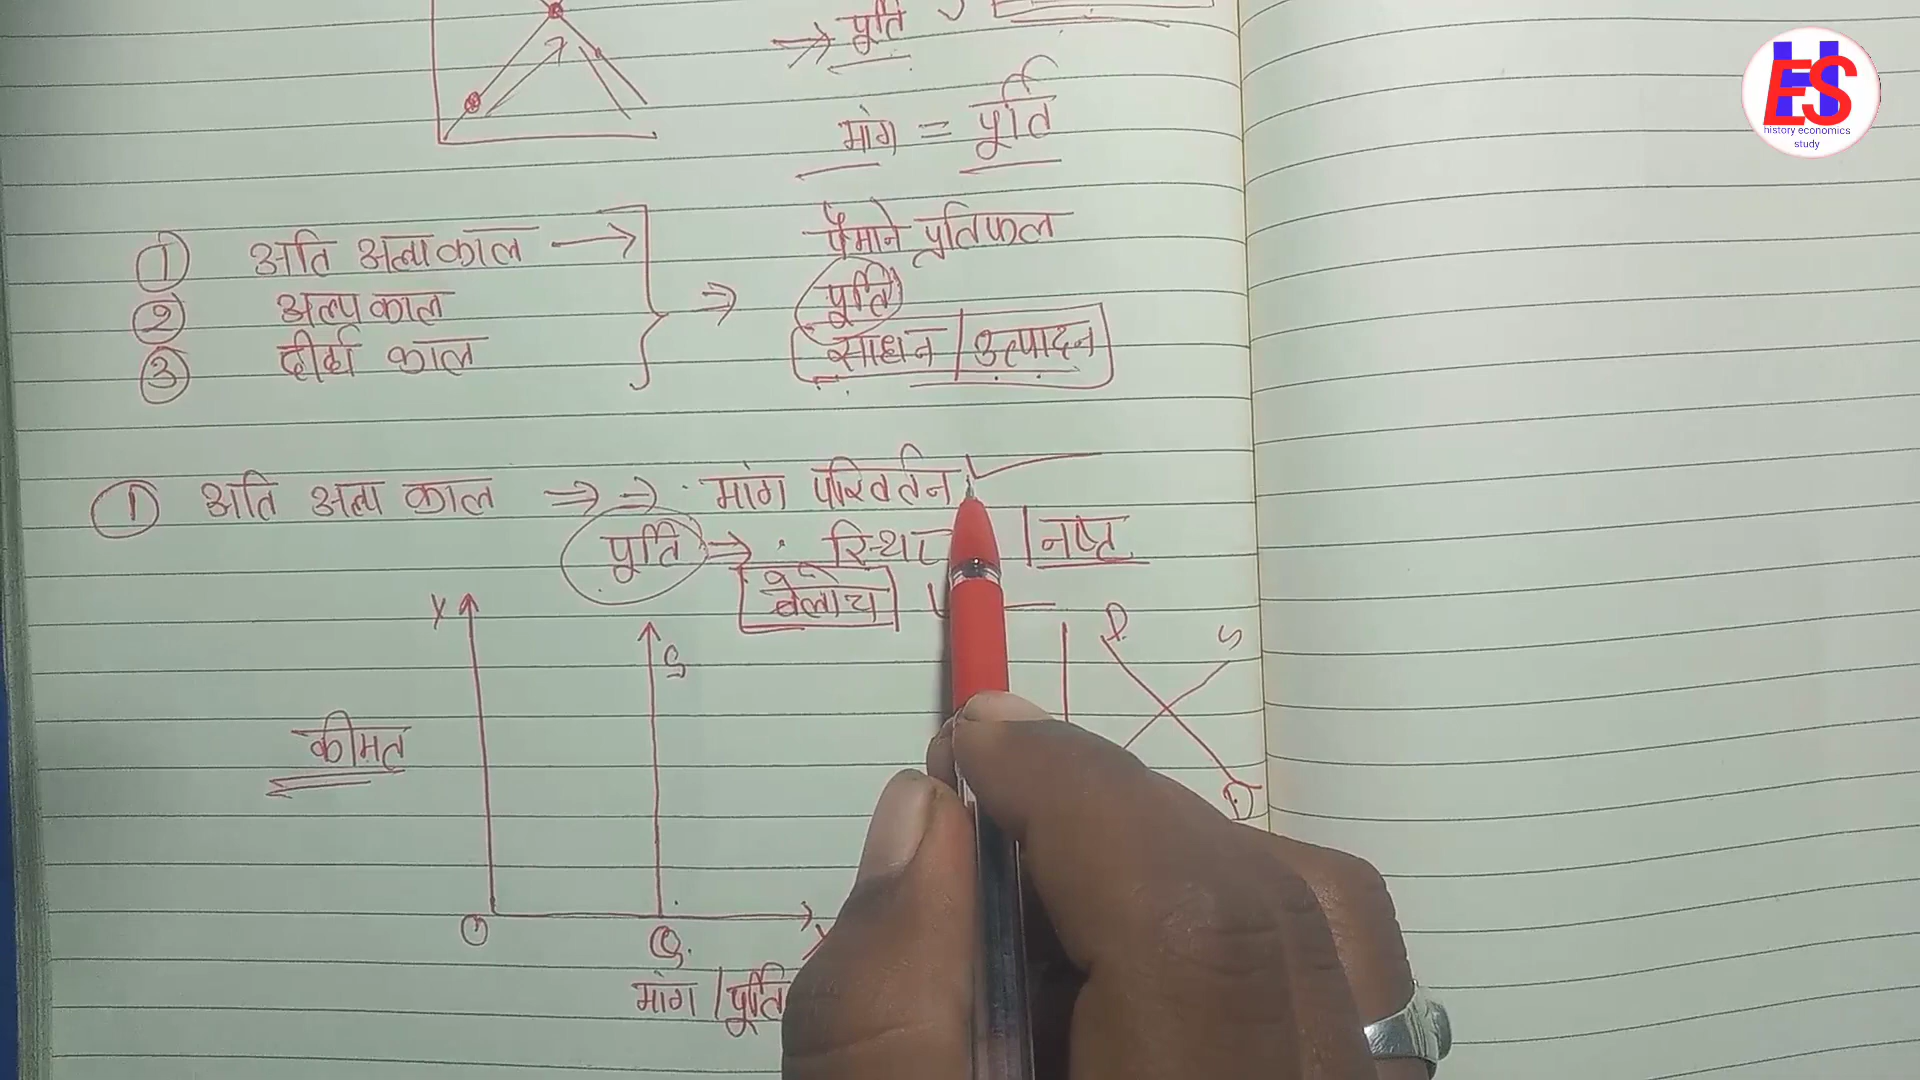 → पूर्ति
HES
history economics
study
मांग = पूर्ति
① अति अल्पकाल → पैमाने प्रतिफल
② अल्पकाल ⇒ पूर्ति
③ दीर्घ काल साधन | उत्पादन
① अति अल्प काल ⇒ ⇒ मांग परिवर्तन
पूर्ति ⇒ | नष्ट
बेलोच
Y
S
D S
कीमत
D
O Q
मांग / पूर्ति